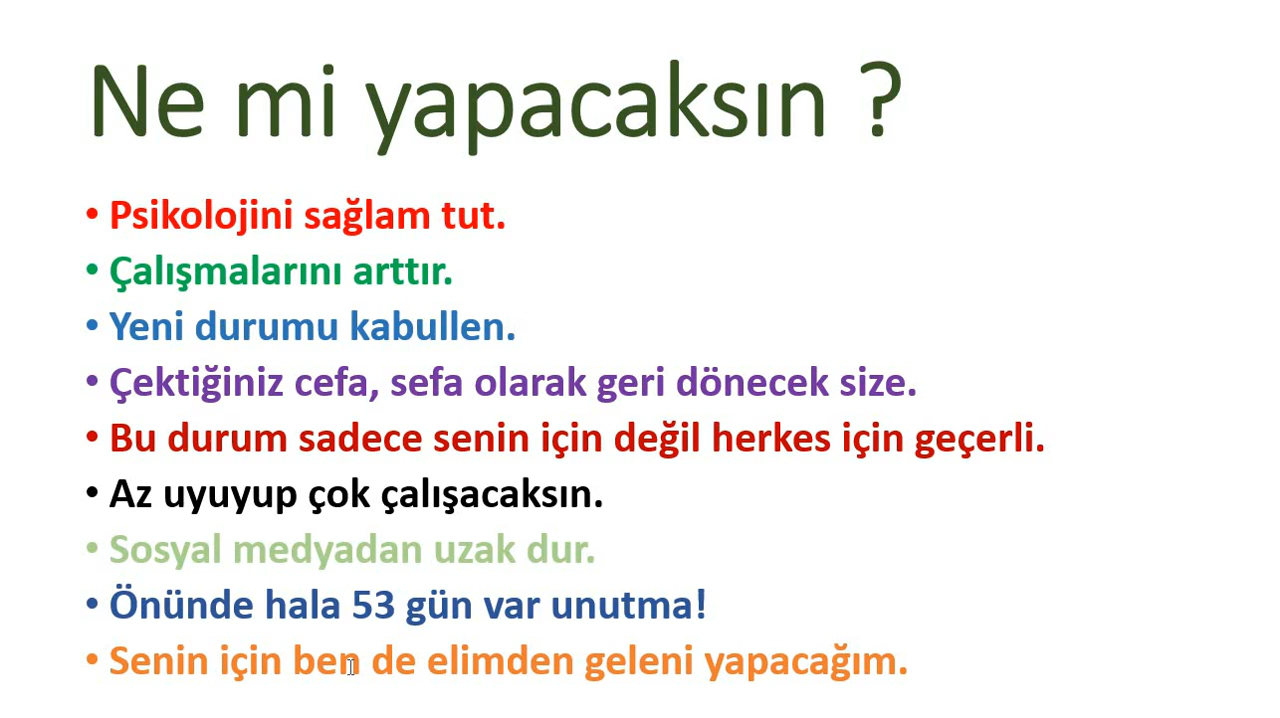 Ne mi yapacaksın ?
• Psikolojini sağlam tut.
• Çalışmalarını arttır.
• Yeni durumu kabullen.
• Çektiğiniz cefa, sefa olarak geri dönecek size.
• Bu durum sadece senin için değil herkes için geçerli.
• Az uyuyup çok çalışacaksın.
• Sosyal medyadan uzak dur.
• Önünde hala 53 gün var unutma!
• Senin için ben de elimden geleni yapacağım.